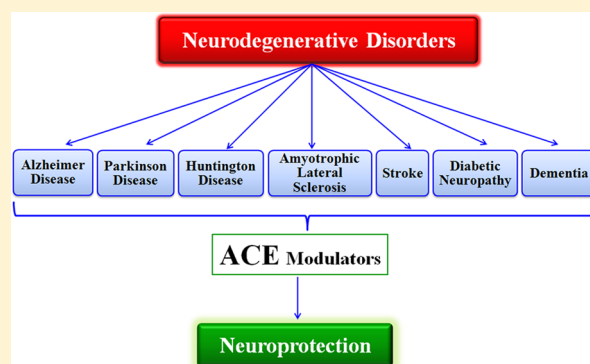 Neurodegenerative Disorders
Alzheimer
Disease
Parkinson
Disease
Huntington
Disease
Amyotrophic
Lateral
Sclerosis
Stroke
Diabetic
Neuropathy
Dementia
ACE Modulators
Neuroprotection